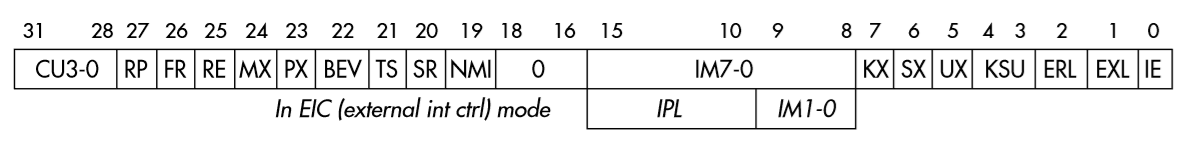 31 28 27 26 25 24 23 22 21 20 19 18 16 15 10 9 8 7 6 5 4 3 2 1 0
CU3-0 RP FR RE MX PX BEV TS SR NMI 0 IM7-0 KX SX UX KSU ERL EXL IE
In EIC (external int ctrl) mode IPL IM1-0